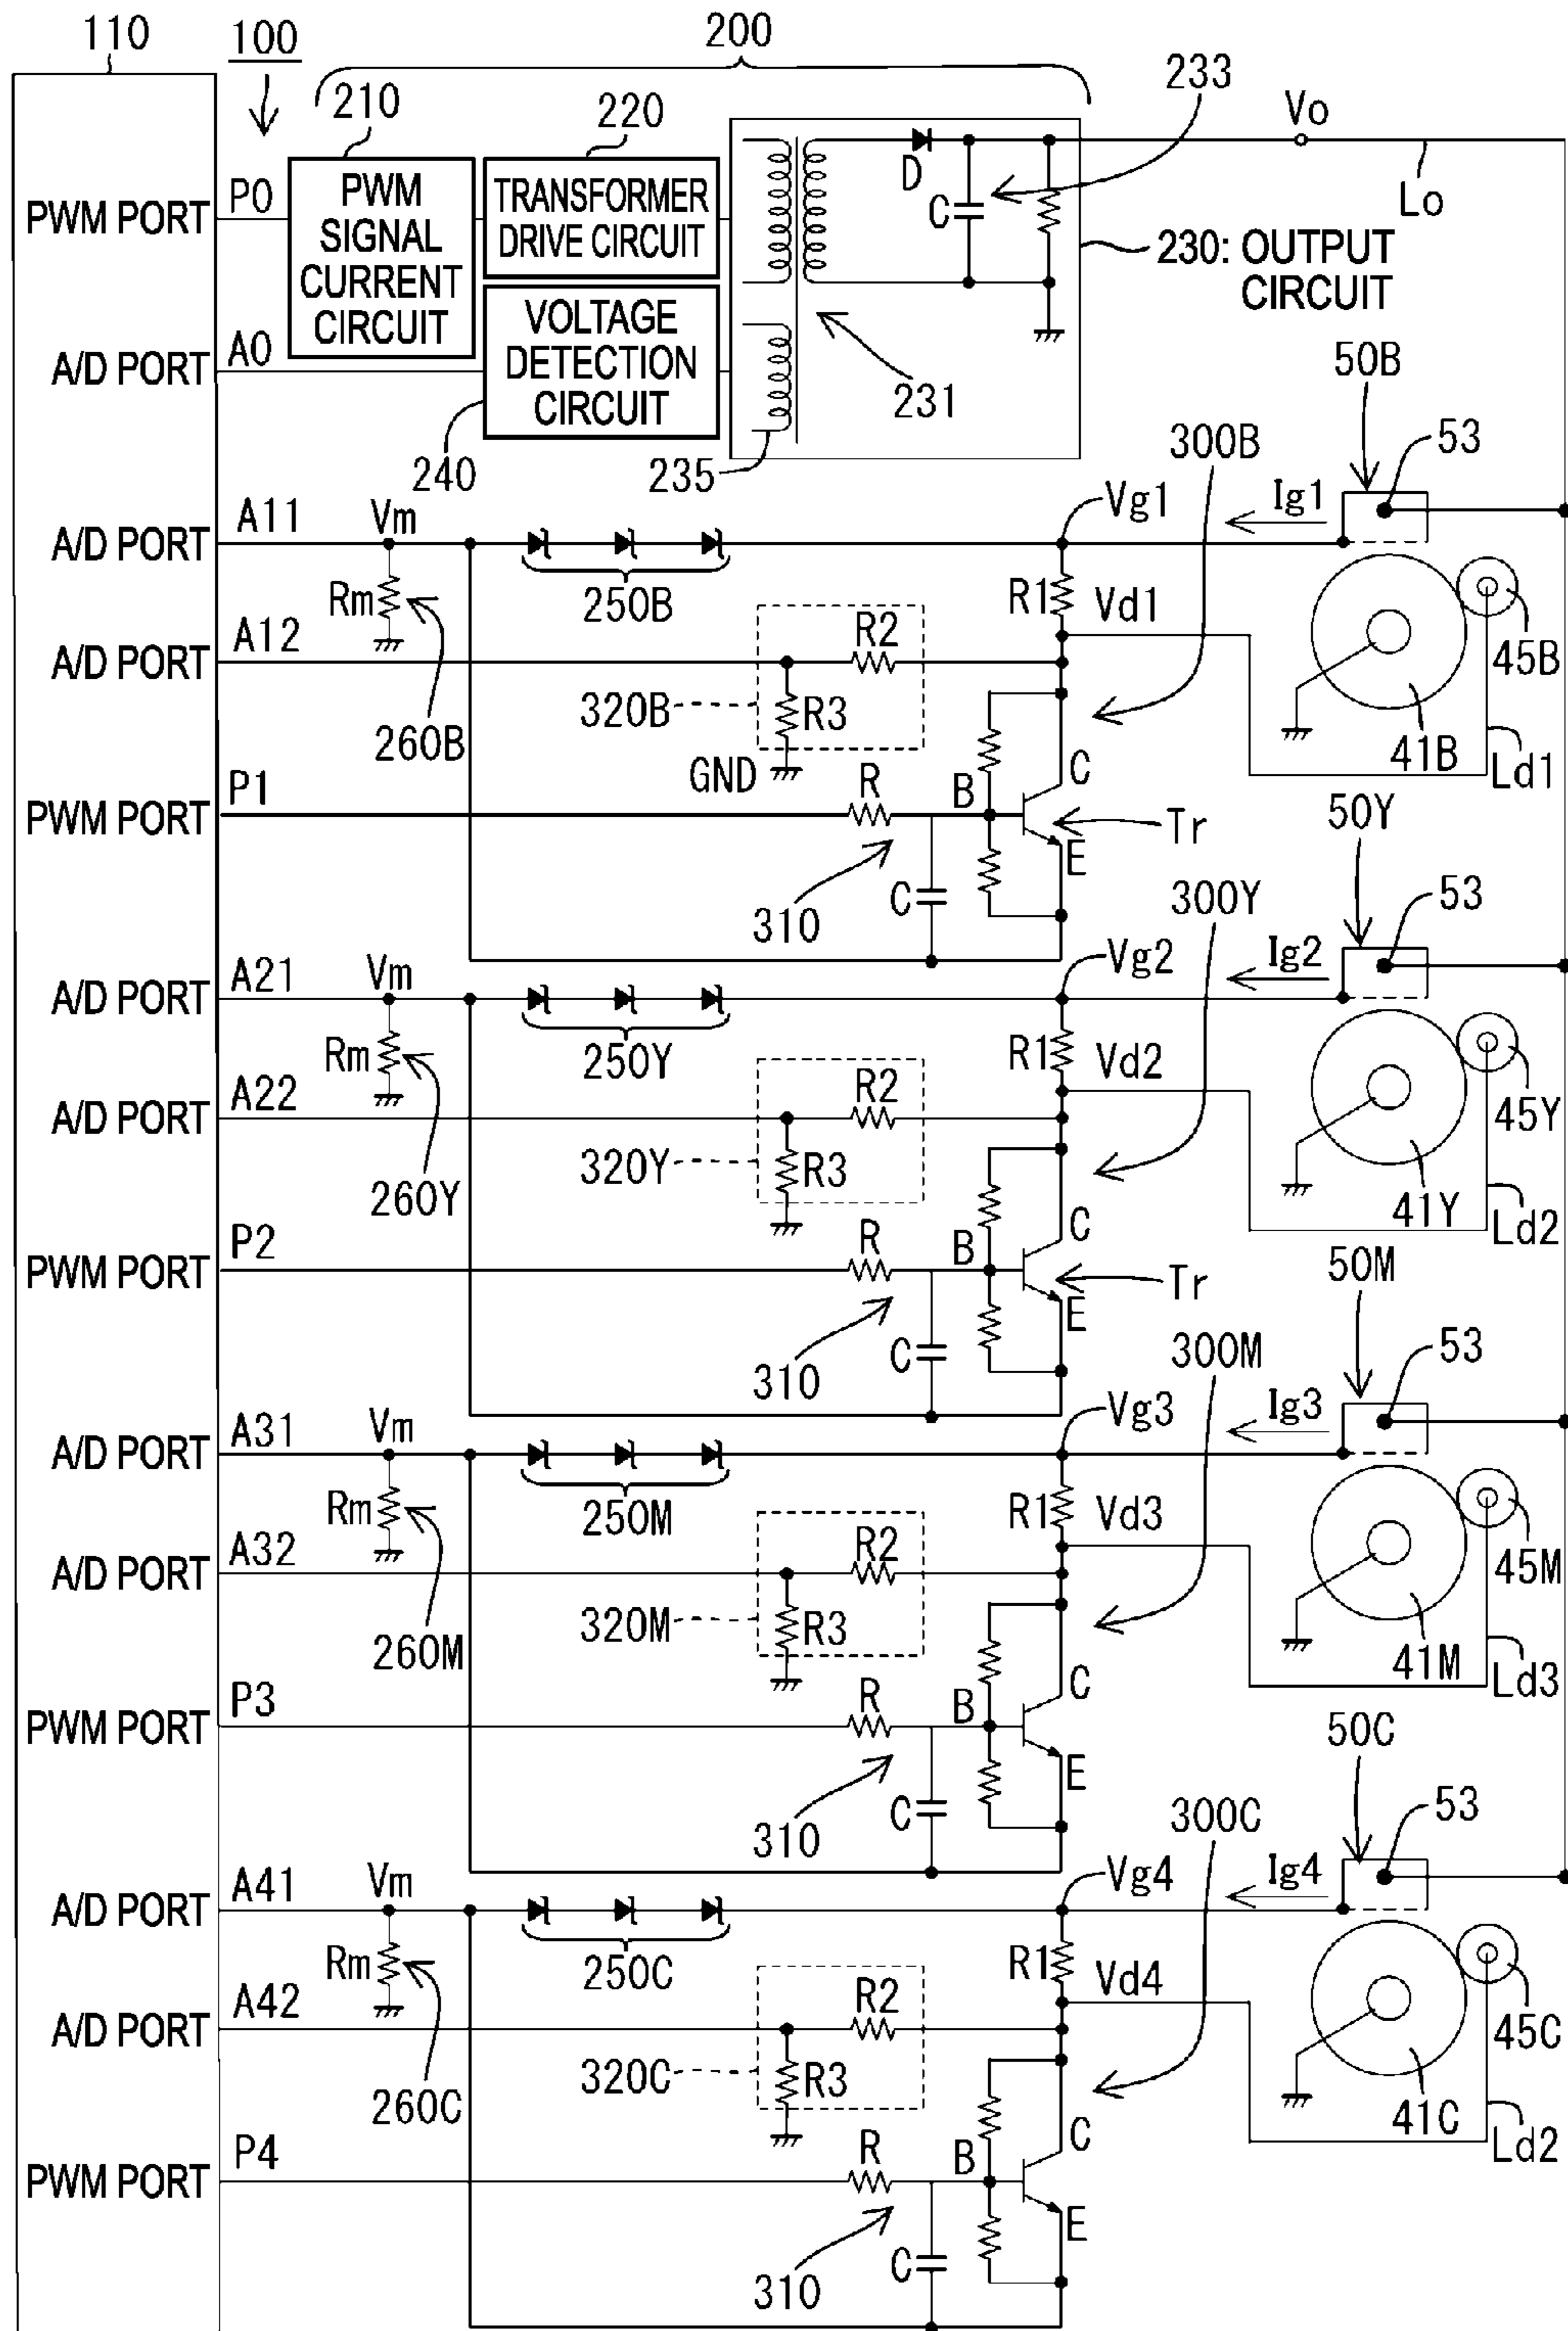 110
100
200
210
220
233
Vo
PWM PORT
P0
PWM
SIGNAL
CURRENT
CIRCUIT
TRANSFORMER
DRIVE CIRCUIT
D
C
Lo
230: OUTPUT
CIRCUIT
A/D PORT
A0
VOLTAGE
DETECTION
CIRCUIT
240
235
231
50B
53
300B
A/D PORT
A11
Vm
Vg1
Ig1
Rm
250B
R1
Vd1
A/D PORT
A12
R2
45B
260B
320B
R3
GND
41B
Ld1
PWM PORT
P1
R
B
C
Tr
E
C
310
50Y
53
300Y
A/D PORT
A21
Vm
Vg2
Ig2
Rm
250Y
R1
Vd2
A/D PORT
A22
R2
45Y
260Y
320Y
R3
41Y
Ld2
PWM PORT
P2
R
B
C
Tr
E
C
310
50M
53
300M
A/D PORT
A31
Vm
Vg3
Ig3
Rm
250M
R1
Vd3
A/D PORT
A32
R2
45M
260M
320M
R3
41M
Ld3
PWM PORT
P3
R
B
C
E
C
310
50C
53
300C
A/D PORT
A41
Vm
Vg4
Ig4
Rm
250C
R1
Vd4
A/D PORT
A42
R2
45C
260C
320C
R3
41C
Ld2
PWM PORT
P4
R
B
C
E
C
310